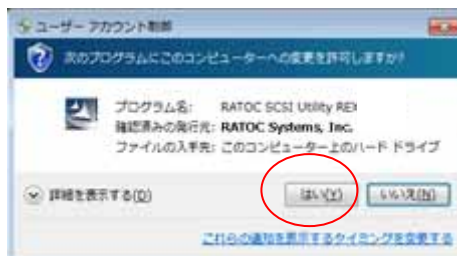 ユーザー アカウント制御
次のプログラムにこのコンピューターへの変更を許可しますか?
プログラム名: RATOC SCSI Utility REX
確認済みの発行元: RATOC Systems, Inc.
ファイルの入手先: このコンピューター上のハード ドライブ
詳細を表示する(D) はい(Y) いいえ(N)
これらの通知を表示するタイミングを変更する